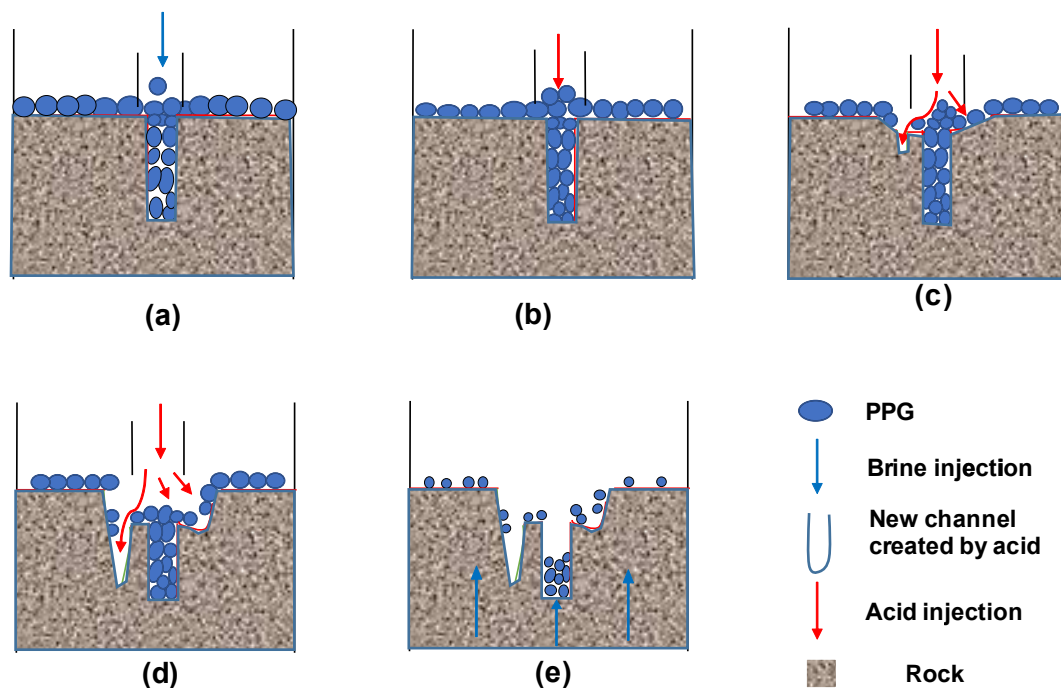 (a)
(b)
(c)
(d)
(e)
PPG
Brine injection
New channel
created by acid
Acid injection
Rock